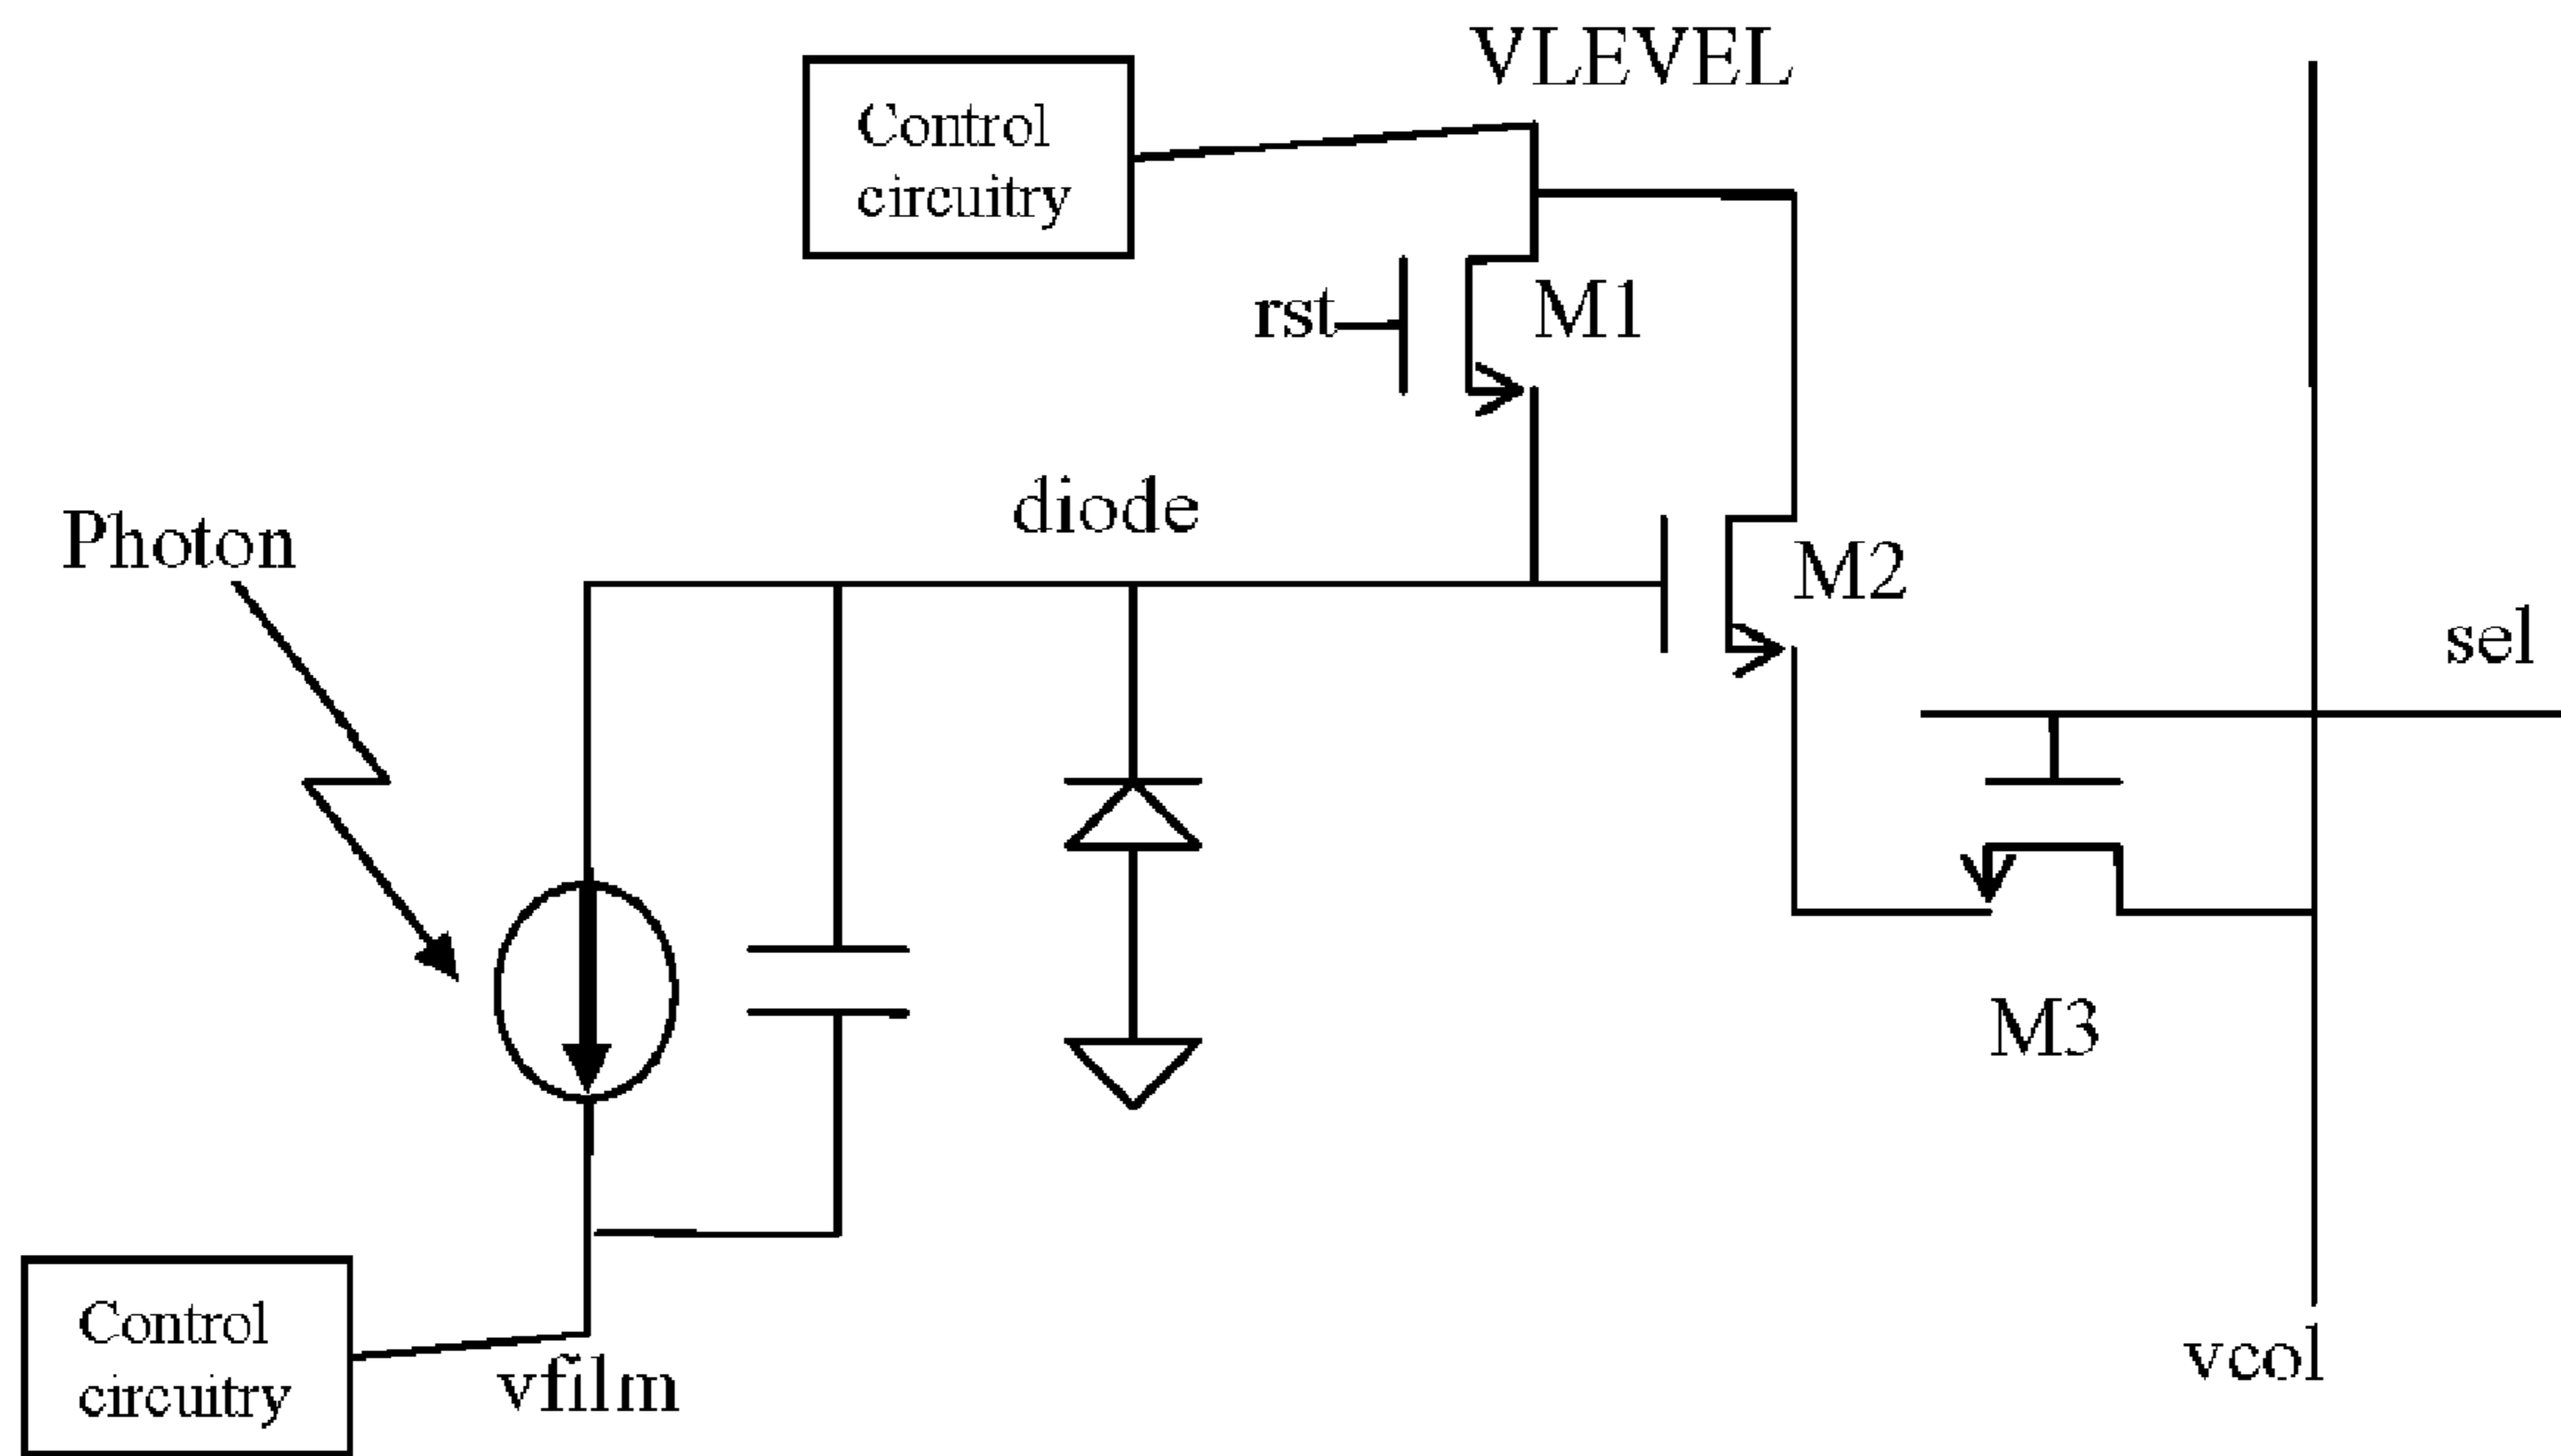 VLEVEL
Control
circuitry
rst
M1
diode
Photon
M2
sel
M3
Control
circuitry
vfilm
vcol